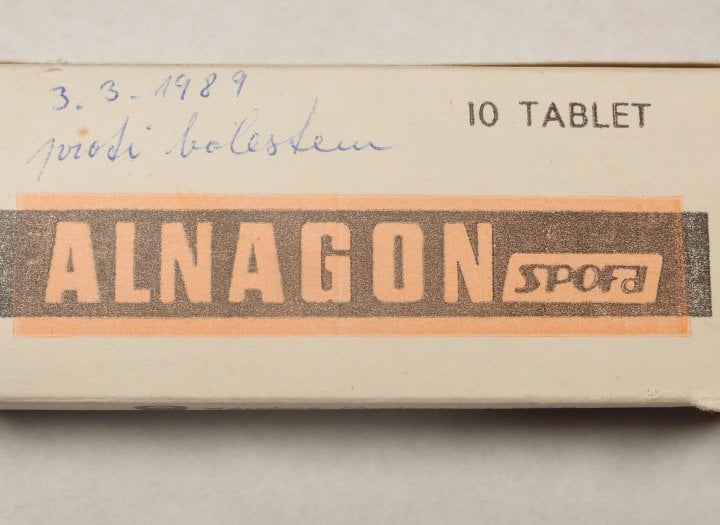 3.3.1989
10 TABLET
proti bolestem
ALNAGON
SPOFA